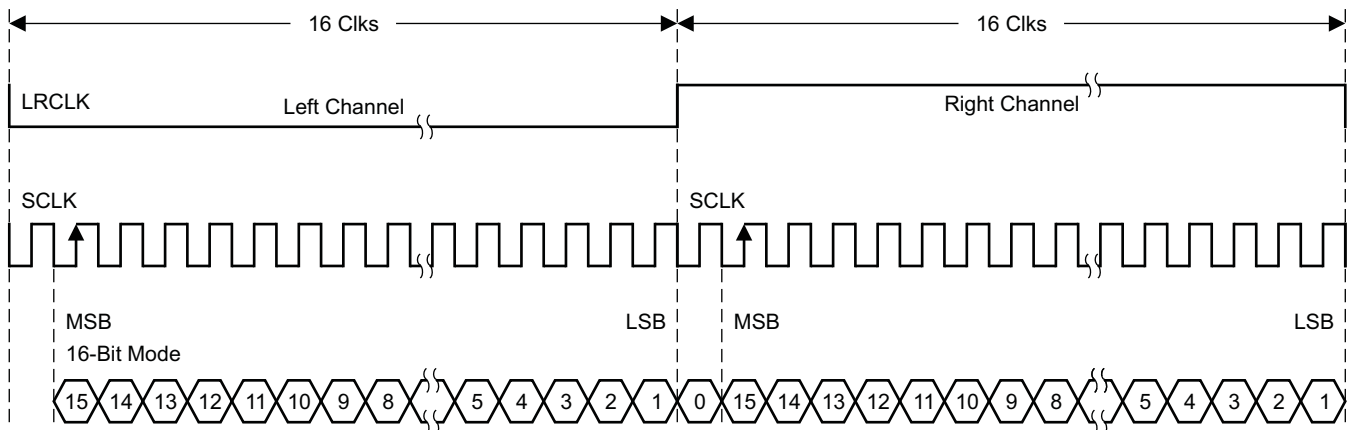 16 Clks 16 Clks
LRCLK Left Channel Right Channel
SCLK SCLK
MSB LSB MSB LSB
16-Bit Mode
15 14 13 12 11 10 9 8 5 4 3 2 1 0 15 14 13 12 11 10 9 8 5 4 3 2 1